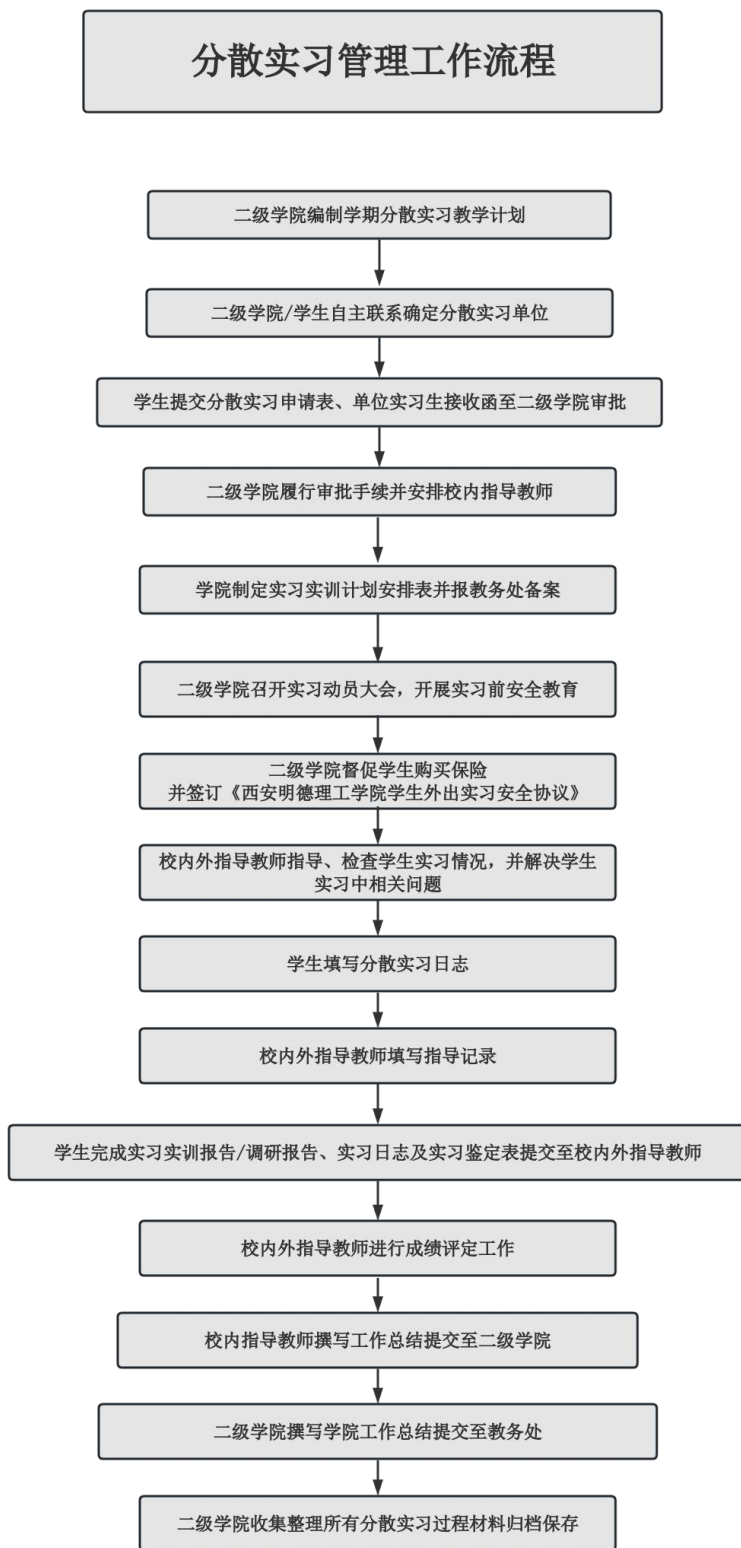 分散实习管理工作流程
二级学院编制学期分散实习教学计划
二级学院/学生自主联系确定分散实习单位
学生提交分散实习申请表、单位实习生接收函至二级学院审批
二级学院履行审批手续并安排校内指导教师
学院制定实习实训计划安排表并报教务处备案
二级学院召开实习动员大会，开展实习前安全教育
二级学院督促学生购买保险
并签订《西安明德理工学院学生外出实习安全协议》
校内外指导教师指导、检查学生实习情况，并解决学生
实习中相关问题
学生填写分散实习日志
校内外指导教师填写指导记录
学生完成实习实训报告/调研报告、实习日志及实习鉴定表提交至校内外指导教师
校内外指导教师进行成绩评定工作
校内指导教师撰写工作总结提交至二级学院
二级学院撰写学院工作总结提交至教务处
二级学院收集整理所有分散实习过程材料归档保存